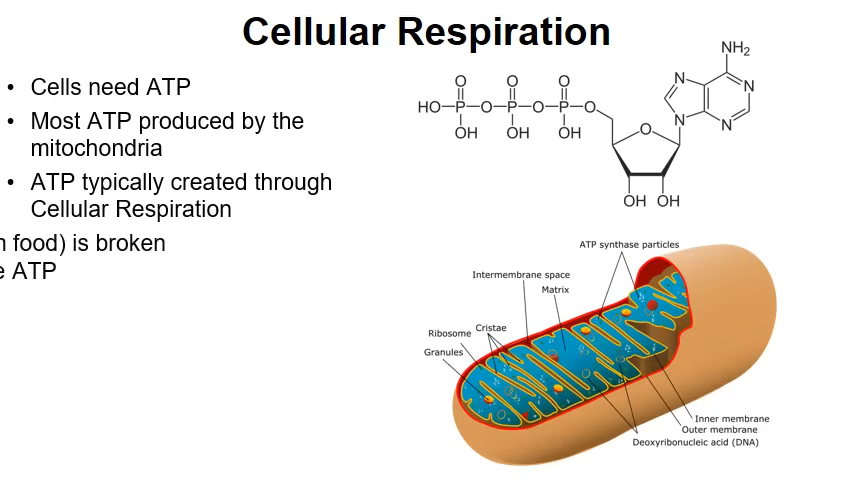 Cellular Respiration
• Cells need ATP
• Most ATP produced by the
mitochondria
• ATP typically created through
Cellular Respiration
food) is broken
ATP
NH2
N
N
N
N
O
O
O
HO P O P O P O
OH OH OH
O
OH OH
ATP synthase particles
Intermembrane space
Matrix
Ribosome
Cristae
Granules
Inner membrane
Outer membrane
Deoxyribonucleic acid (DNA)